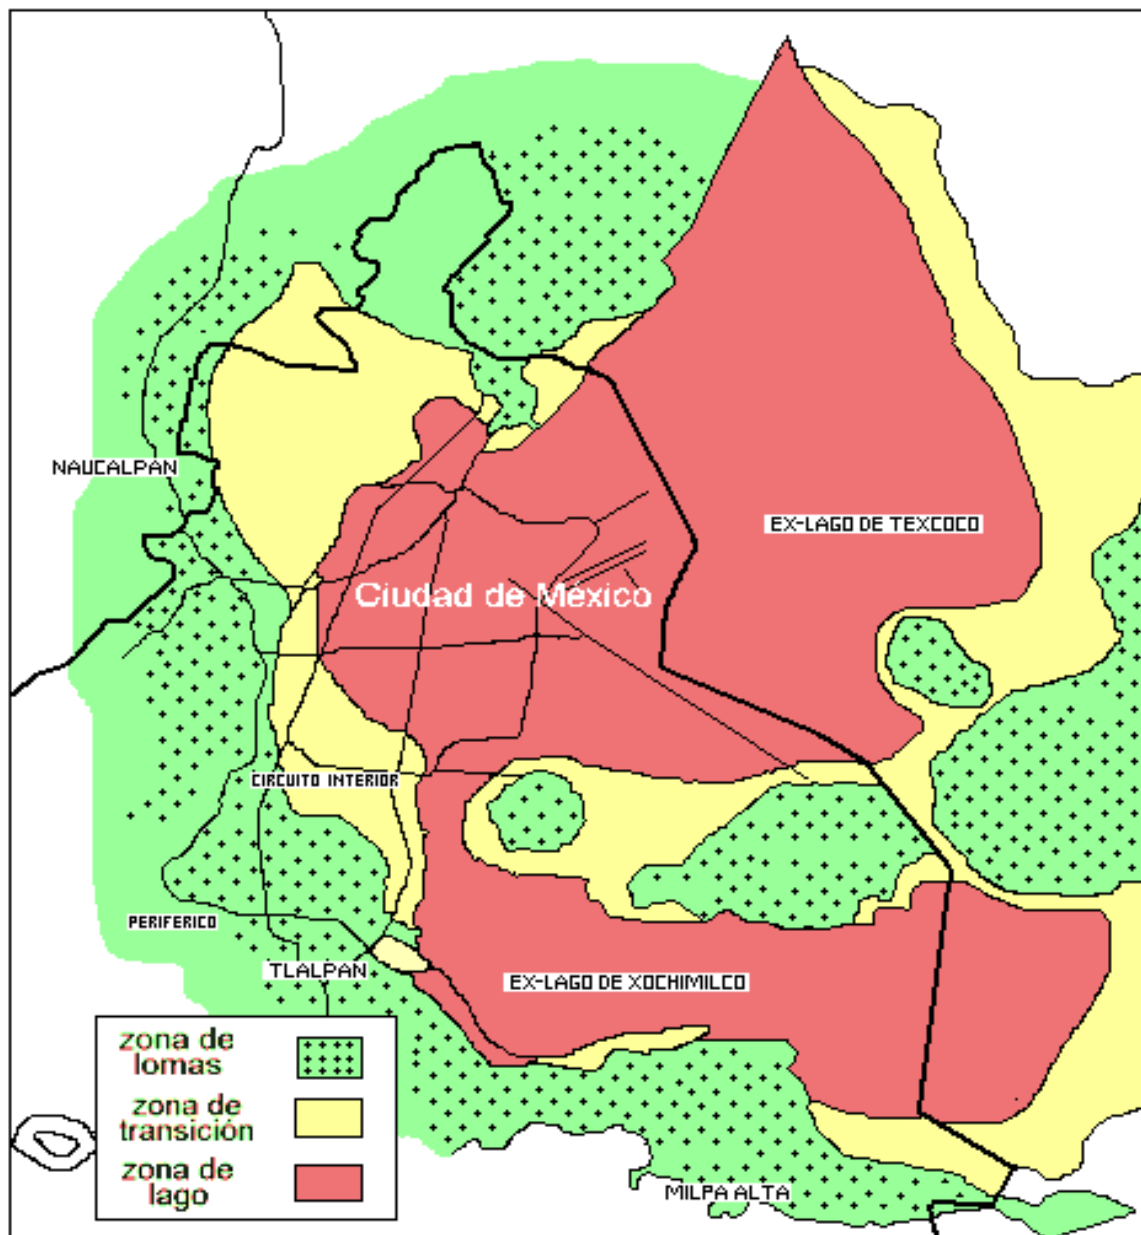 NAUCALPAN
EX-LAGO DE TEXCOCO
Ciudad de México
CIRCUITO INTERIOR
PERIFERICO
TLALPAN
EX-LAGO DE XOCHIMILCO
zona de
lomas
zona de
transición
zona de
lago
MILPA ALTA